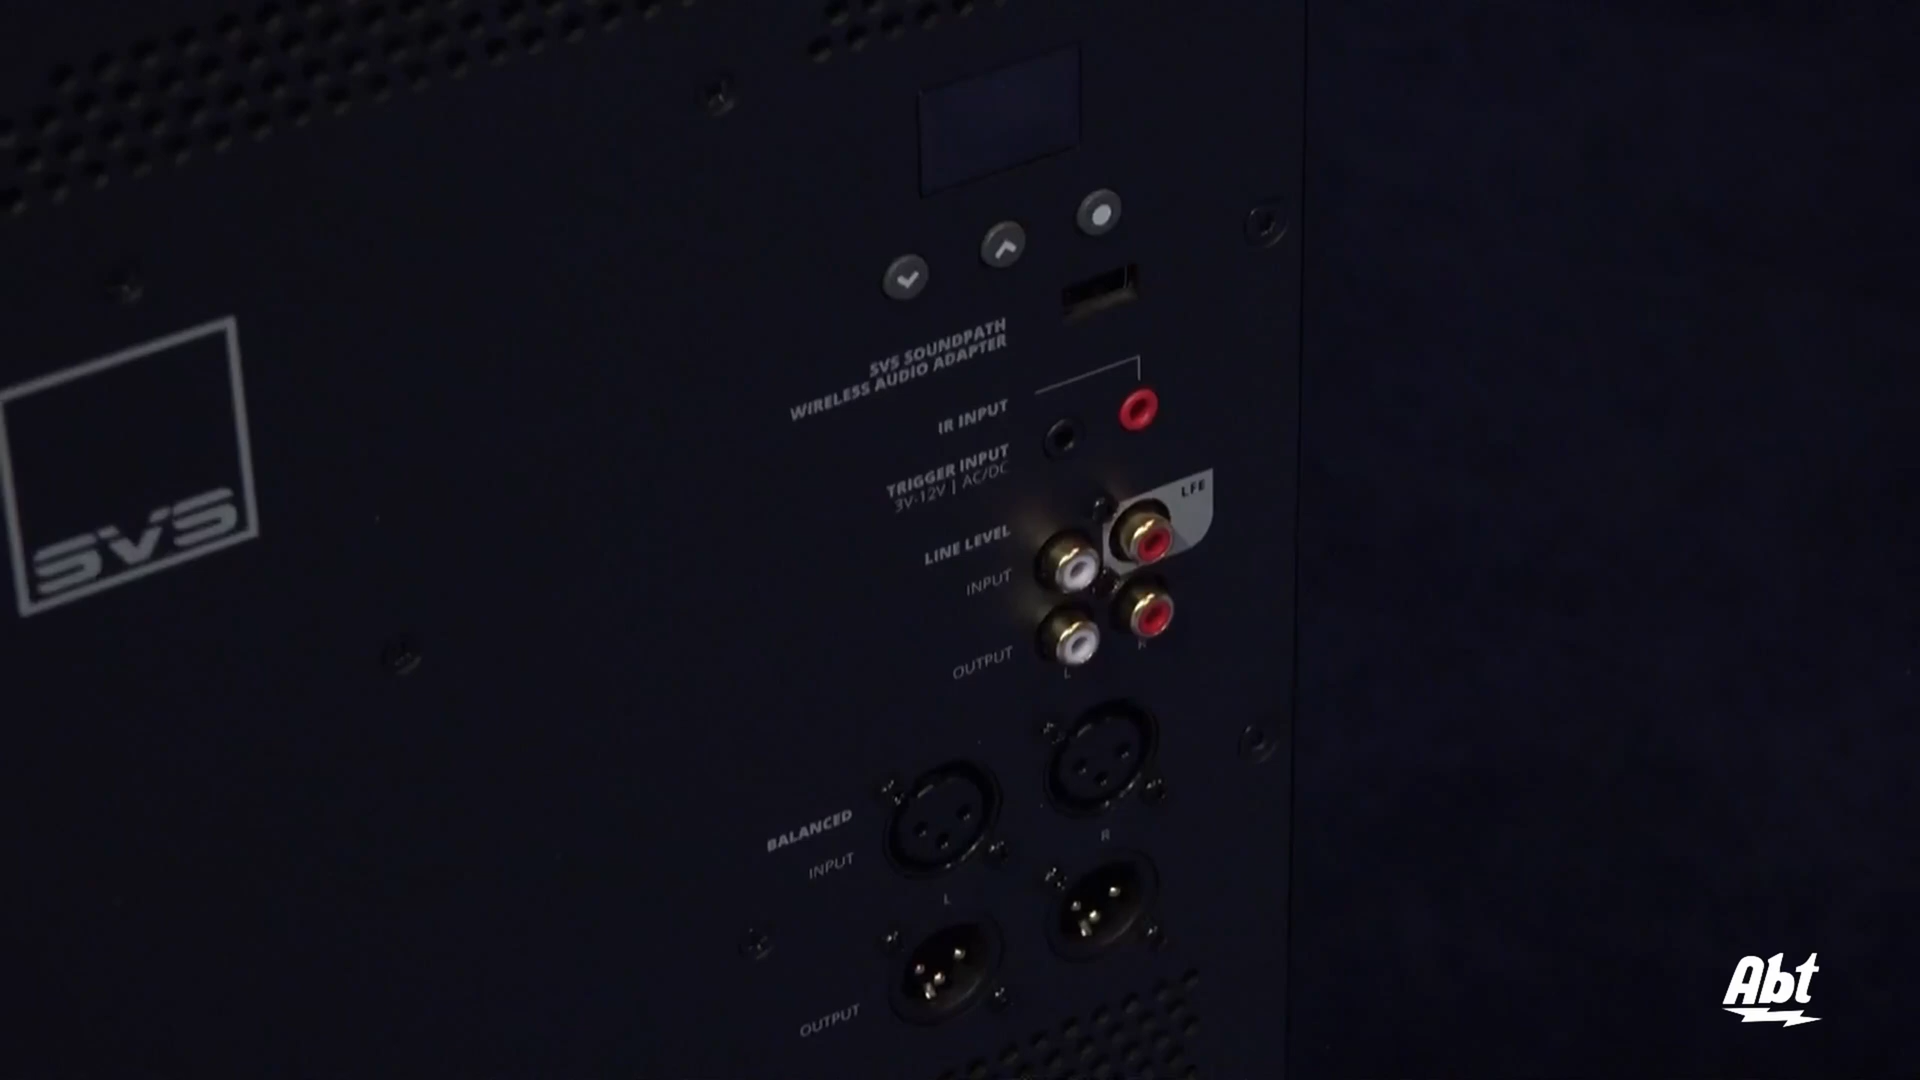 SVS SOUNDPATH
WIRELESS AUDIO ADAPTER
IR INPUT
TRIGGER INPUT
3V-12V | AC/DC
LFE
LINE LEVEL
INPUT
OUTPUT
L R
SVS
BALANCED
INPUT
R
L
OUTPUT
Abt